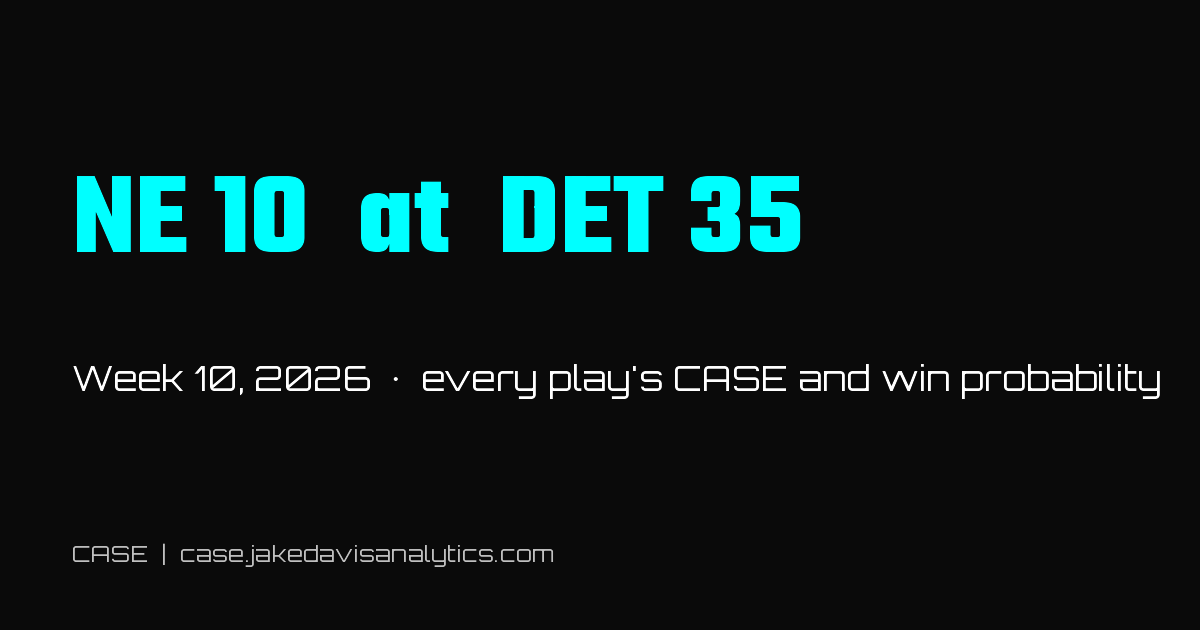 NE 10 at DET 35
Week 10, 2026 · every play's CASE and win probability
CASE | case.jakedavisanalytics.com